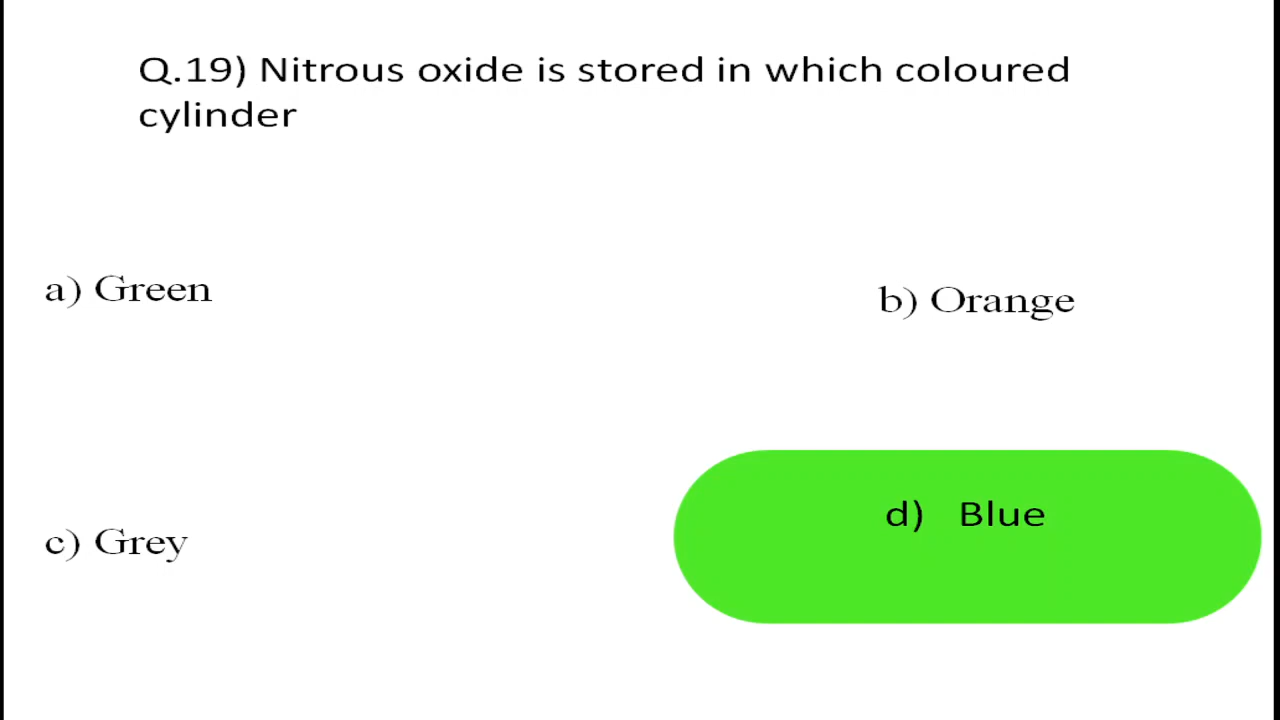 Q.19) Nitrous oxide is stored in which coloured
cylinder
a) Green
b) Orange
c) Grey
d) Blue